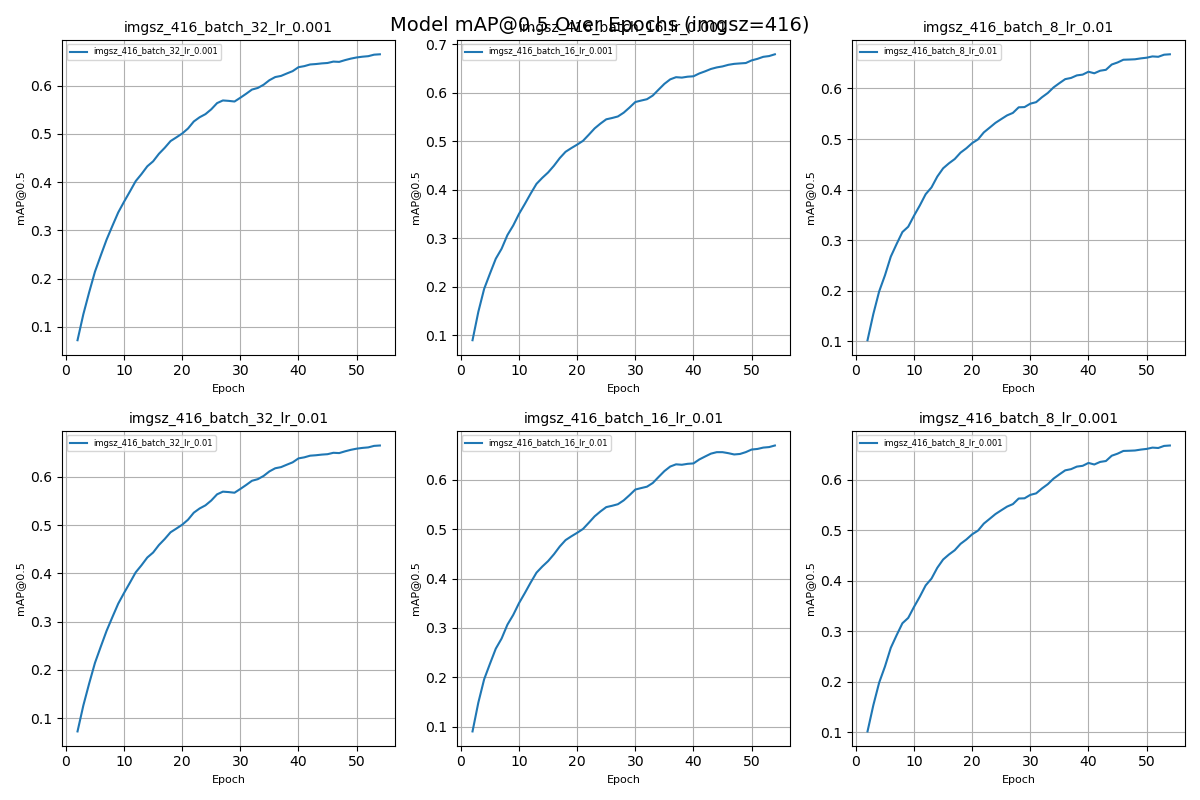 Model mAP@0.5 Over Epochs (imgsz=416)
imgsz_416_batch_32_lr_0.001
imgsz_416_batch_16_lr_0.001
imgsz_416_batch_8_lr_0.01
imgsz_416_batch_32_lr_0.001
0.6
0.5
0.4
0.3
0.2
0.1
mAP@0.5
0 10 20 30 40 50
Epoch
imgsz_416_batch_16_lr_0.001
0.7
0.6
0.5
0.4
0.3
0.2
0.1
mAP@0.5
0 10 20 30 40 50
Epoch
imgsz_416_batch_8_lr_0.01
0.6
0.5
0.4
0.3
0.2
0.1
mAP@0.5
0 10 20 30 40 50
Epoch
imgsz_416_batch_32_lr_0.01
imgsz_416_batch_32_lr_0.01
0.6
0.5
0.4
0.3
0.2
0.1
mAP@0.5
0 10 20 30 40 50
Epoch
imgsz_416_batch_16_lr_0.01
imgsz_416_batch_16_lr_0.01
0.6
0.5
0.4
0.3
0.2
0.1
mAP@0.5
0 10 20 30 40 50
Epoch
imgsz_416_batch_8_lr_0.001
imgsz_416_batch_8_lr_0.001
0.6
0.5
0.4
0.3
0.2
0.1
mAP@0.5
0 10 20 30 40 50
Epoch